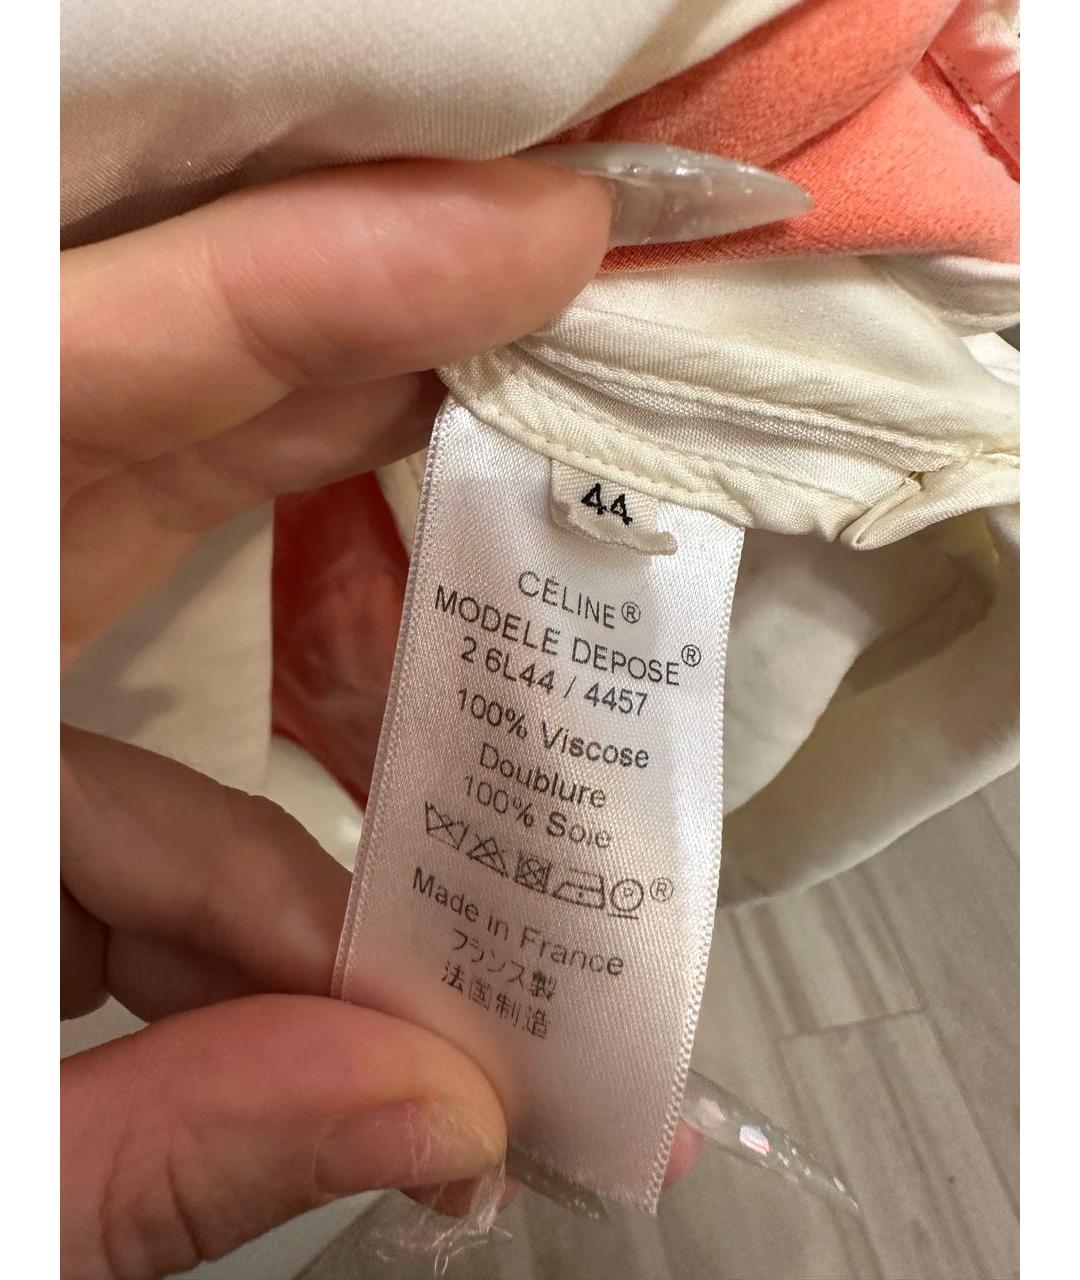 44
CELINE®
MODELE DEPOSE®
2 6L44 / 4457
100% Viscose
Doublure
100% Soie
Made in France
フランス製
法国制造